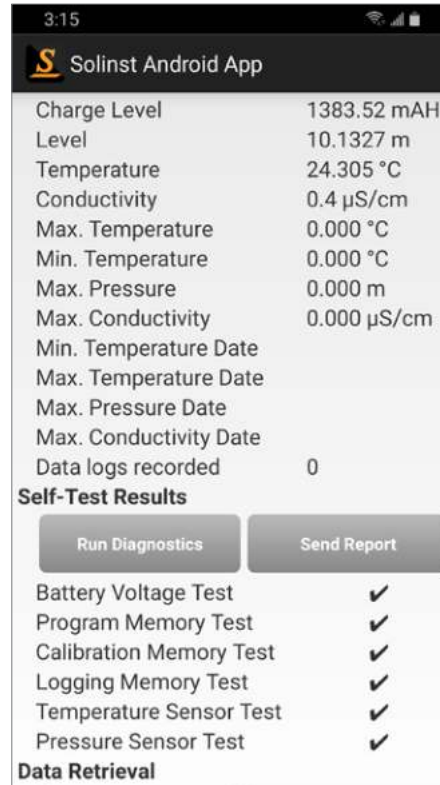 3:15
S Solinst Android App
Charge Level 1383.52 mAH
Level 10.1327 m
Temperature 24.305 °C
Conductivity 0.4 µS/cm
Max. Temperature 0.000 °C
Min. Temperature 0.000 °C
Max. Pressure 0.000 m
Max. Conductivity 0.000 µS/cm
Min. Temperature Date
Max. Temperature Date
Max. Pressure Date
Max. Conductivity Date
Data logs recorded 0
Self-Test Results
Run Diagnostics Send Report
Battery Voltage Test ✔
Program Memory Test ✔
Calibration Memory Test ✔
Logging Memory Test ✔
Temperature Sensor Test ✔
Pressure Sensor Test ✔
Data Retrieval